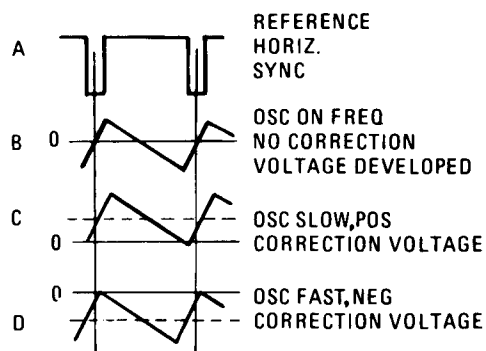 A
REFERENCE
HORIZ.
SYNC
B
0
OSC ON FREQ
NO CORRECTION
VOLTAGE DEVELOPED
C
0
OSC SLOW,POS
CORRECTION VOLTAGE
0
D
OSC FAST,NEG
CORRECTION VOLTAGE